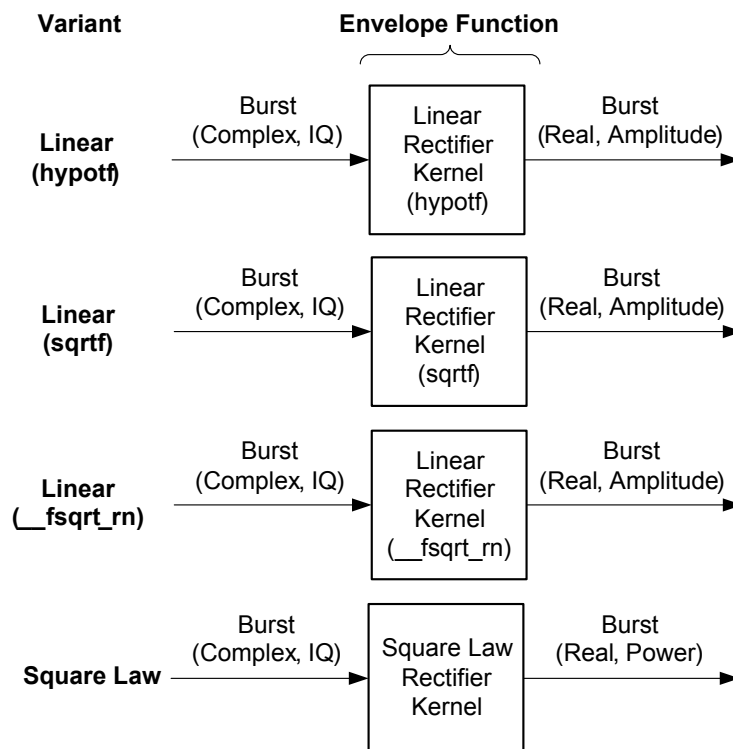 Variant
Envelope Function
Linear
(hypotf)
Burst
(Complex, IQ)
Linear
Rectifier
Kernel
(hypotf)
Burst
(Real, Amplitude)
Linear
(sqrtf)
Burst
(Complex, IQ)
Linear
Rectifier
Kernel
(sqrtf)
Burst
(Real, Amplitude)
Linear
(__fsqrt_rn)
Burst
(Complex, IQ)
Linear
Rectifier
Kernel
(__fsqrt_rn)
Burst
(Real, Amplitude)
Square Law
Burst
(Complex, IQ)
Square Law
Rectifier
Kernel
Burst
(Real, Power)